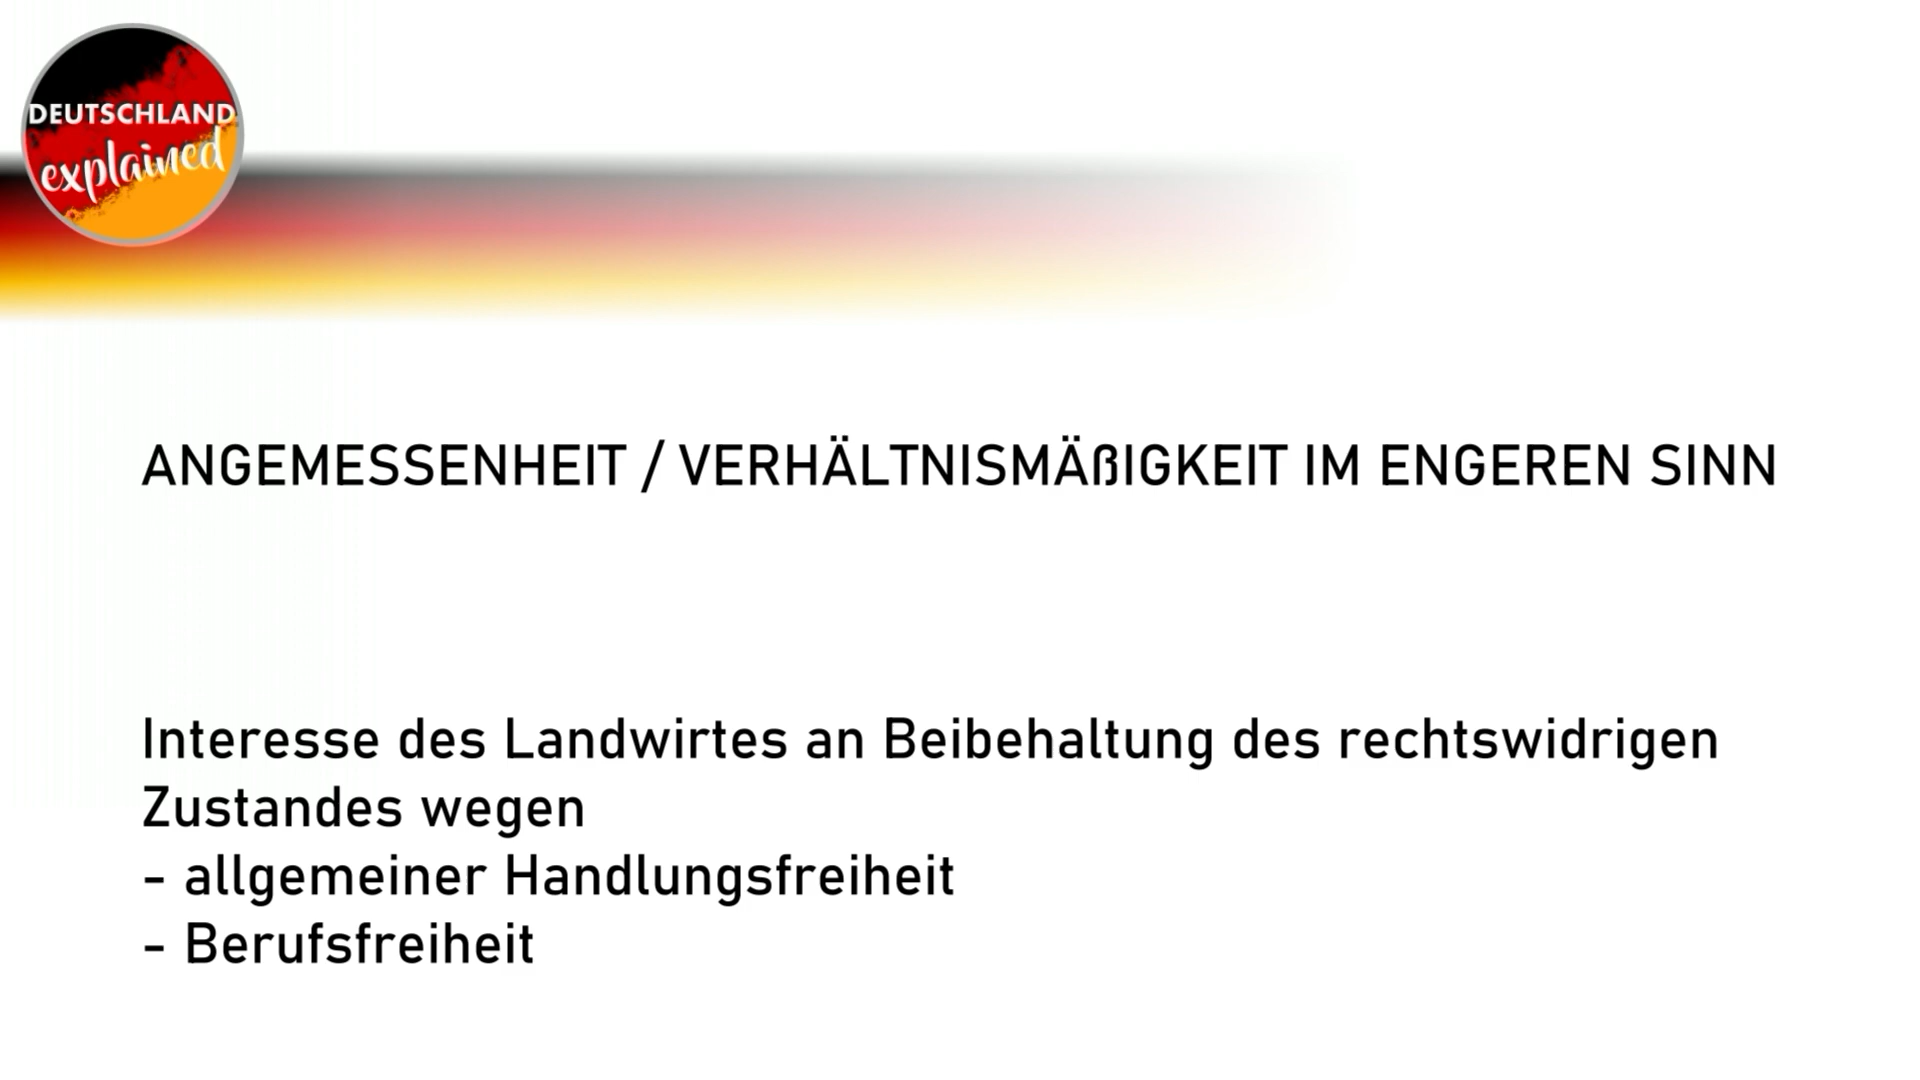 DEUTSCHLAND
explained
ANGEMESSENHEIT / VERHÄLTNISMÄßIGKEIT IM ENGEREN SINN
Interesse des Landwirtes an Beibehaltung des rechtswidrigen
Zustandes wegen
- allgemeiner Handlungsfreiheit
- Berufsfreiheit